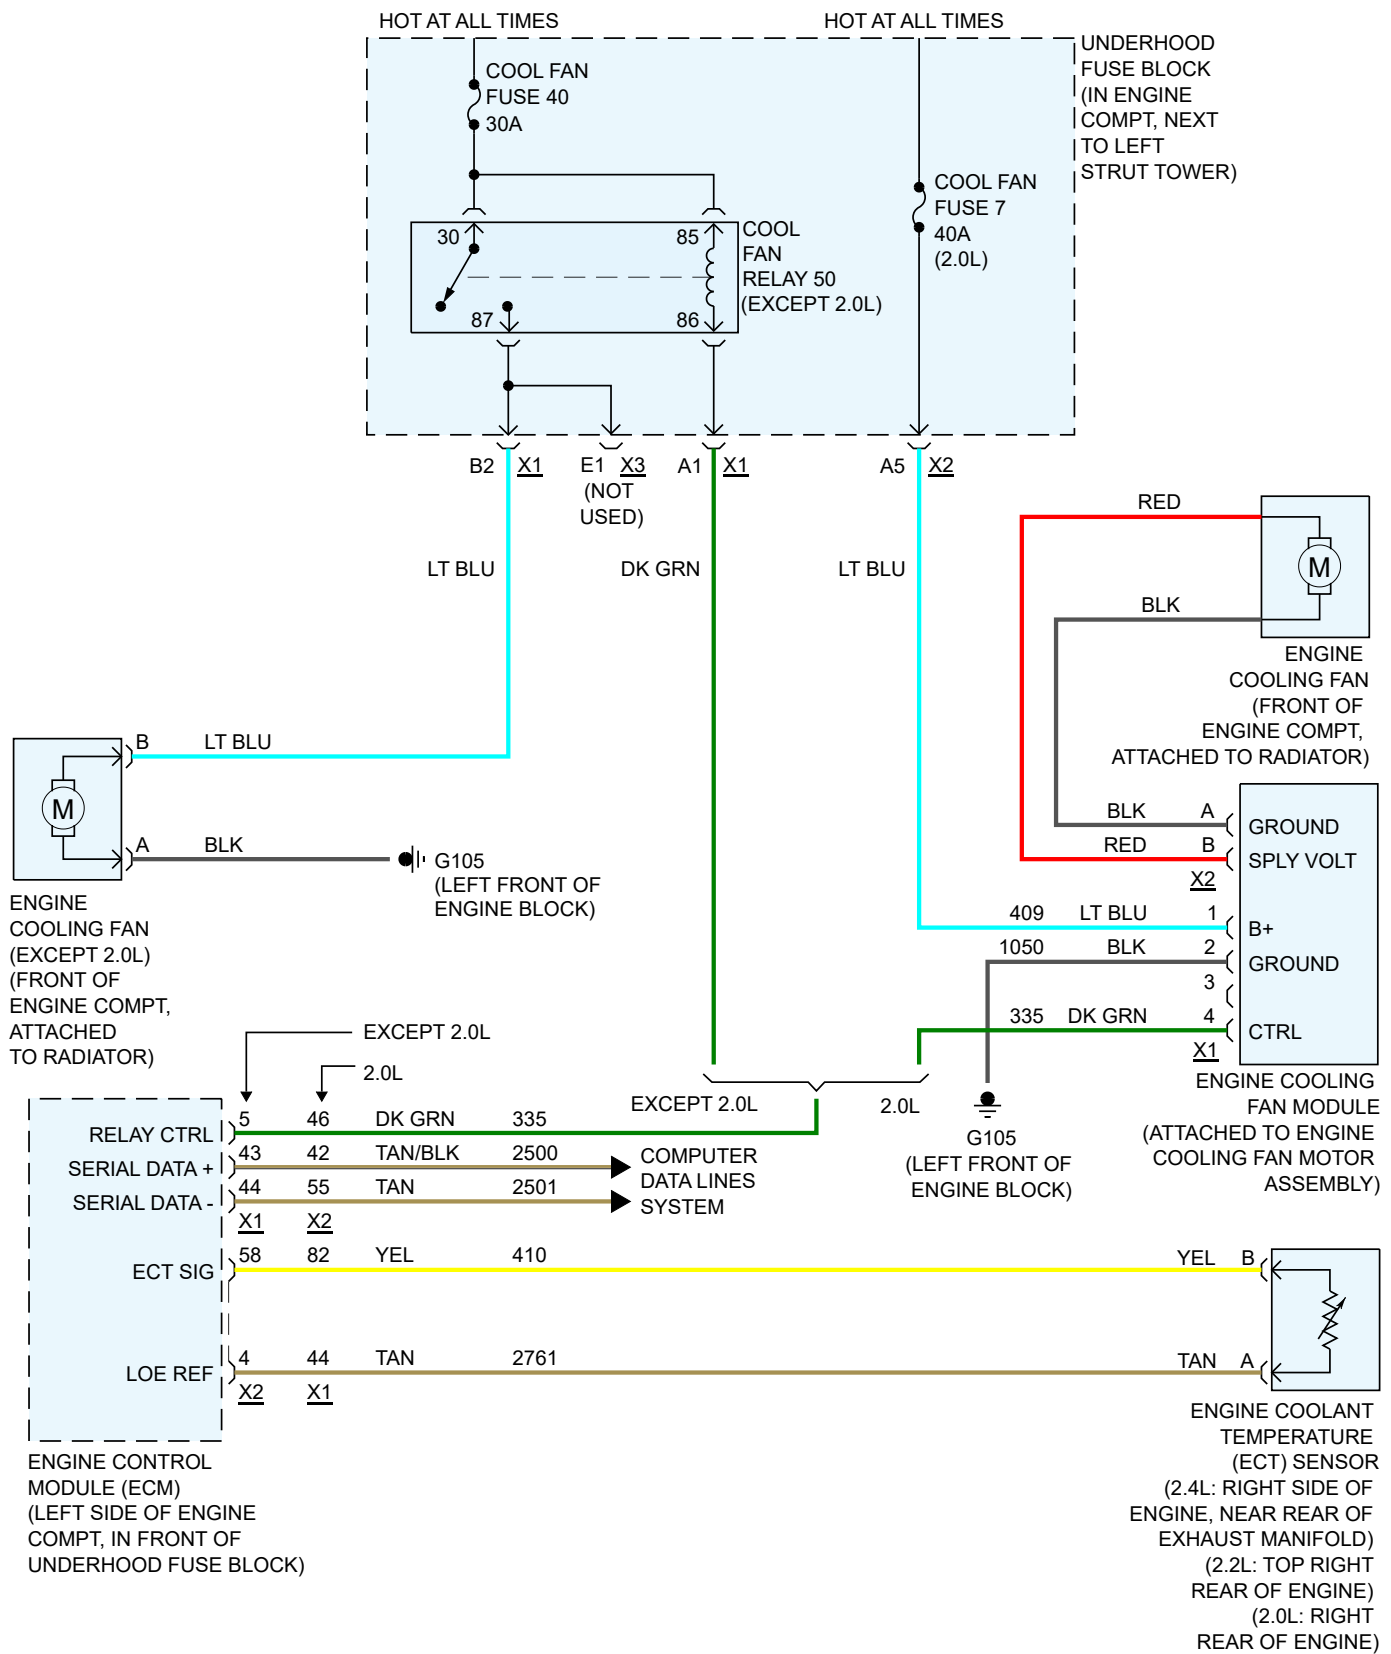 HOT AT ALL TIMES
HOT AT ALL TIMES
UNDERHOOD
FUSE BLOCK
(IN ENGINE
COMPT, NEXT
TO LEFT
STRUT TOWER)
COOL FAN
FUSE 40
30A
COOL FAN
FUSE 7
40A
(2.0L)
30
85
87
86
COOL
FAN
RELAY 50
(EXCEPT 2.0L)
B2 X1
E1 X3
(NOT
USED)
A1 X1
A5 X2
LT BLU
DK GRN
LT BLU
RED
BLK
M
ENGINE
COOLING FAN
(FRONT OF
ENGINE COMPT,
ATTACHED TO RADIATOR)
B LT BLU
M
A BLK
G105
(LEFT FRONT OF
ENGINE BLOCK)
ENGINE
COOLING FAN
(EXCEPT 2.0L)
(FRONT OF
ENGINE COMPT,
ATTACHED
TO RADIATOR)
BLK A GROUND
RED B SPLY VOLT
X2
409 LT BLU 1 B+
1050 BLK 2 GROUND
3
335 DK GRN 4 CTRL
X1
ENGINE COOLING
FAN MODULE
(ATTACHED TO ENGINE
COOLING FAN MOTOR
ASSEMBLY)
EXCEPT 2.0L
2.0L
EXCEPT 2.0L
2.0L
G105
(LEFT FRONT OF
ENGINE BLOCK)
RELAY CTRL 5 46 DK GRN 335
SERIAL DATA + 43 42 TAN/BLK 2500
SERIAL DATA - 44 55 TAN 2501
X1 X2
COMPUTER
DATA LINES
SYSTEM
ECT SIG 58 82 YEL 410
YEL B
LOE REF 4 44 TAN 2761
TAN A
X2 X1
ENGINE CONTROL
MODULE (ECM)
(LEFT SIDE OF ENGINE
COMPT, IN FRONT OF
UNDERHOOD FUSE BLOCK)
ENGINE COOLANT
TEMPERATURE
(ECT) SENSOR
(2.4L: RIGHT SIDE OF
ENGINE, NEAR REAR OF
EXHAUST MANIFOLD)
(2.2L: TOP RIGHT
REAR OF ENGINE)
(2.0L: RIGHT
REAR OF ENGINE)